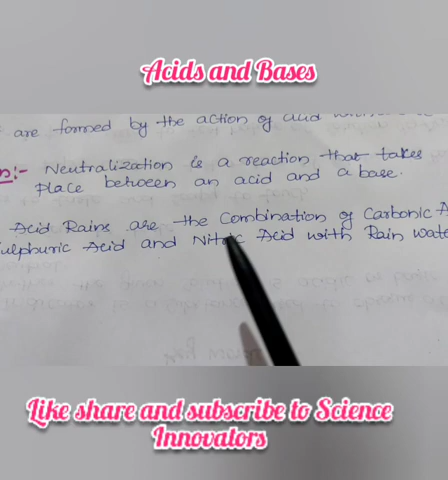 Acids and Bases
are formed by the action of acid
n:- Neutralization is a reaction that takes
place between an acid and a base.
Acid Rains are the Combination of Carbonic A
ulphuric Acid and Nitric Acid with Rain wate
Like share and subscribe to Science
Innovators